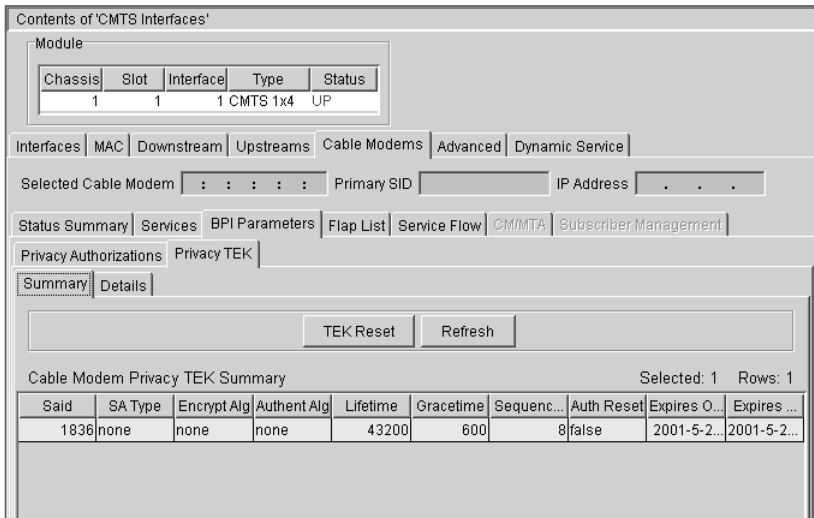 Contents of 'CMTS Interfaces'
Module
Chassis Slot Interface Type Status
1 1 1 CMTS 1x4 UP
Interfaces MAC Downstream Upstreams Cable Modems Advanced Dynamic Service
Selected Cable Modem : : : : : Primary SID IP Address . . .
Status Summary Services BPI Parameters Flap List Service Flow CM/MTA Subscriber Management
Privacy Authorizations Privacy TEK
Summary Details
TEK Reset Refresh
Cable Modem Privacy TEK Summary Selected: 1 Rows: 1
Said SA Type Encrypt Alg Authent Alg Lifetime Gracetime Sequenc... Auth Reset Expires O... Expires ...
1836 none none none 43200 600 8 false 2001-5-2... 2001-5-2...